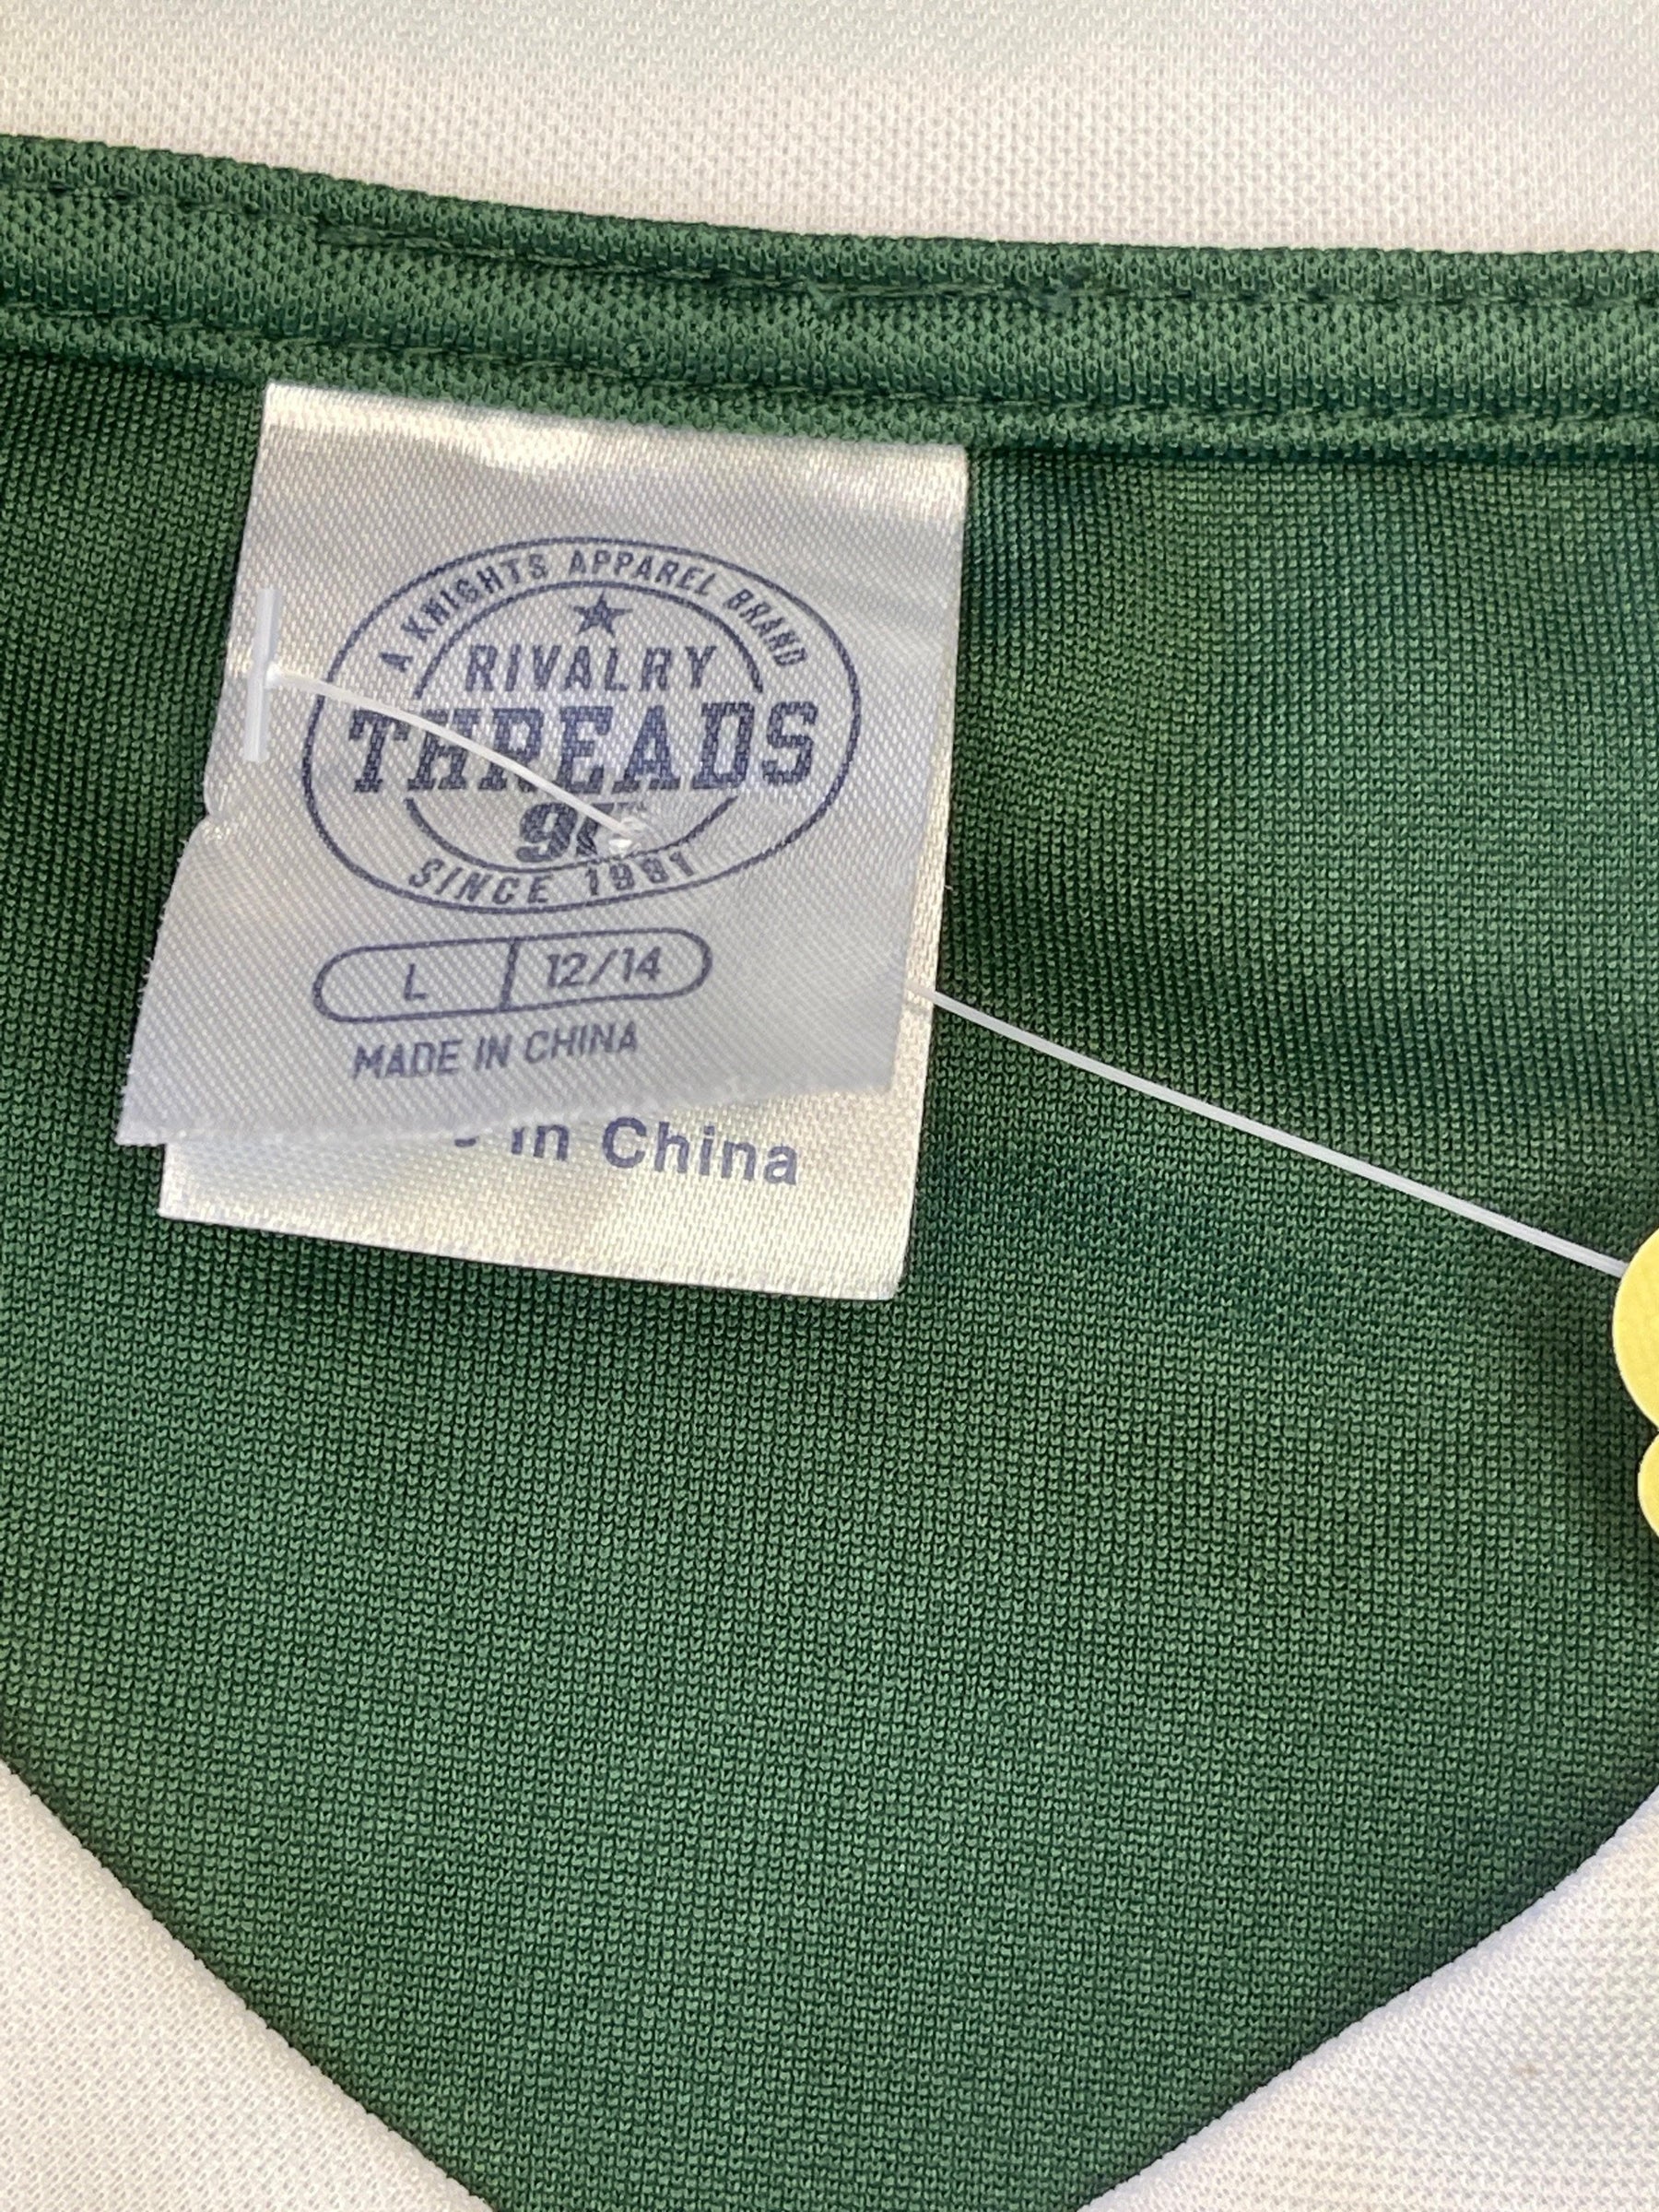 A KNIGHTS APPAREL BRAND
RIVALRY
THREADS
SINCE 1991
L 12/14
MADE IN CHINA
in China